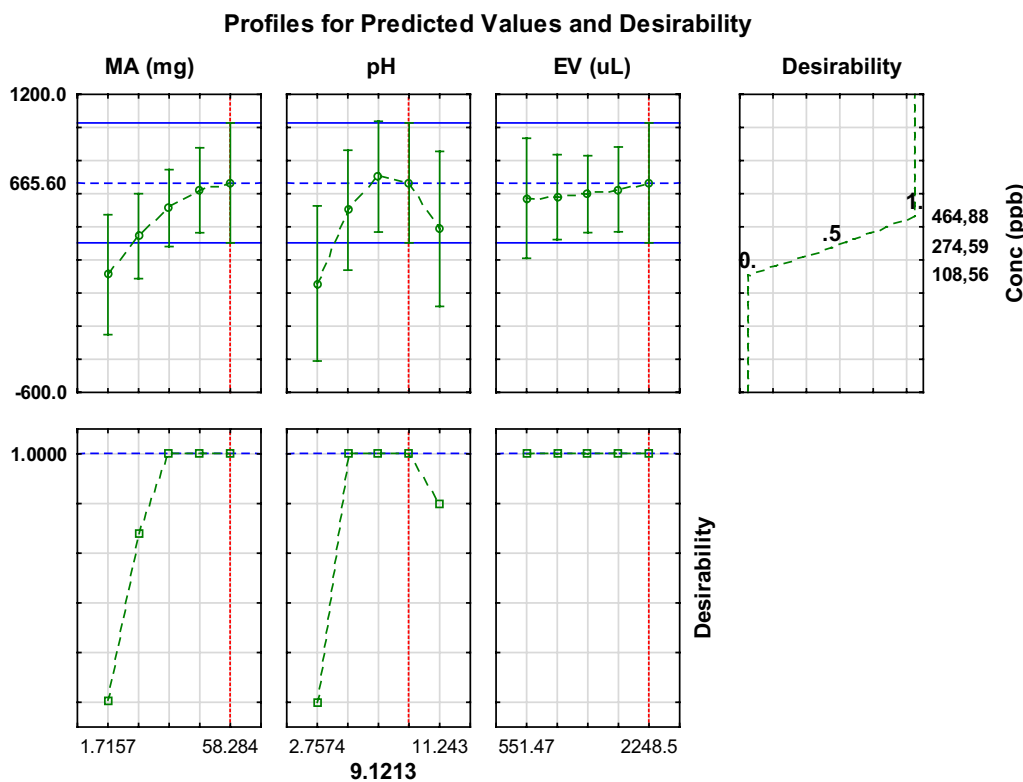 Profiles for Predicted Values and Desirability
MA (mg)
pH
EV (uL)
Desirability
1200.0
665.60
-600.0
0.
.5
1.
464,88
274,59
108,56
Conc (ppb)
1.0000
Desirability
1.7157
58.284
2.7574
11.243
551.47
2248.5
9.1213